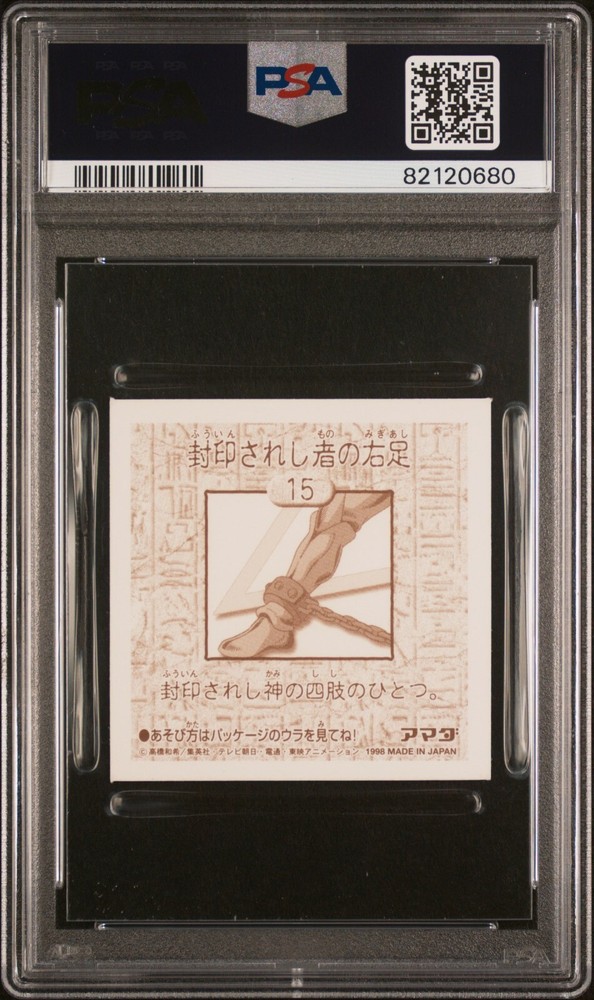 PSA
82120680
ふういん もの みぎあし
封印されし者の右足
15
ふういん かみ しし
封印されし神の四肢のひとつ。
かた み
●あそび方はパッケージのウラを見てね! アマダ
© 高橋和希／集英社／テレビ朝日・電通・東映アニメーション 1998 MADE IN JAPAN